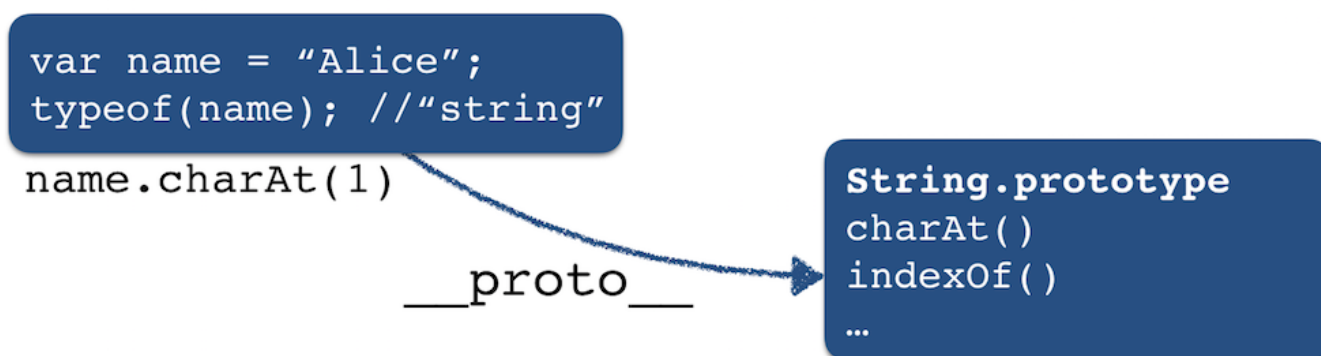 var name = “Alice”;
typeof(name); //“string”
name.charAt(1)
__proto__
String.prototype
charAt()
indexOf()
…